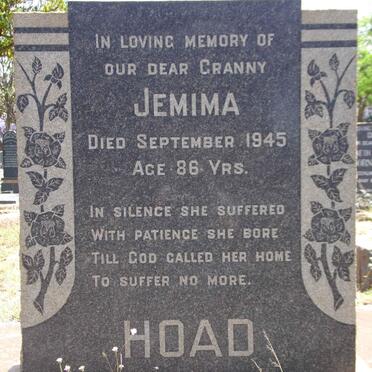 IN LOVING MEMORY OF
OUR DEAR GRANNY
JEMIMA
DIED SEPTEMBER 1945
AGE 86 YRS.
IN SILENCE SHE SUFFERED
WITH PATIENCE SHE BORE
TILL GOD CALLED HER HOME
TO SUFFER NO MORE.
HOAD